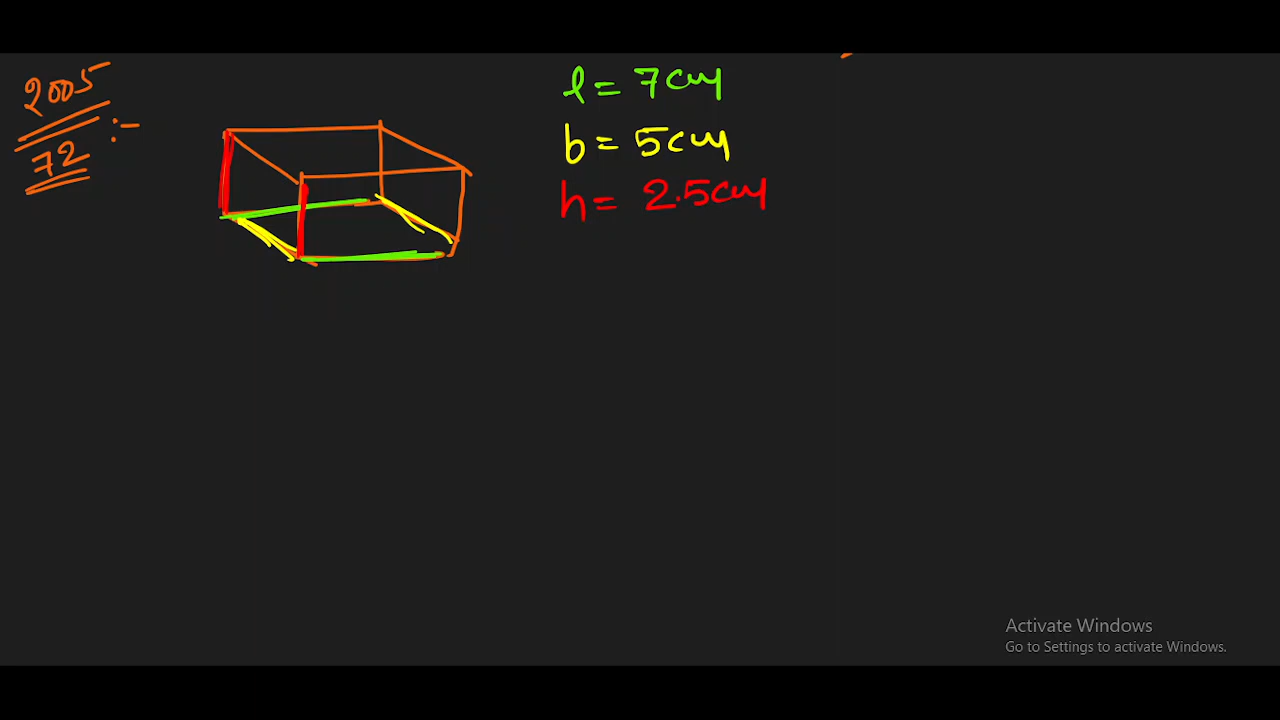 2005
72 :-
l = 7cm
b = 5cm
h = 2.5cm
Activate Windows
Go to Settings to activate Windows.